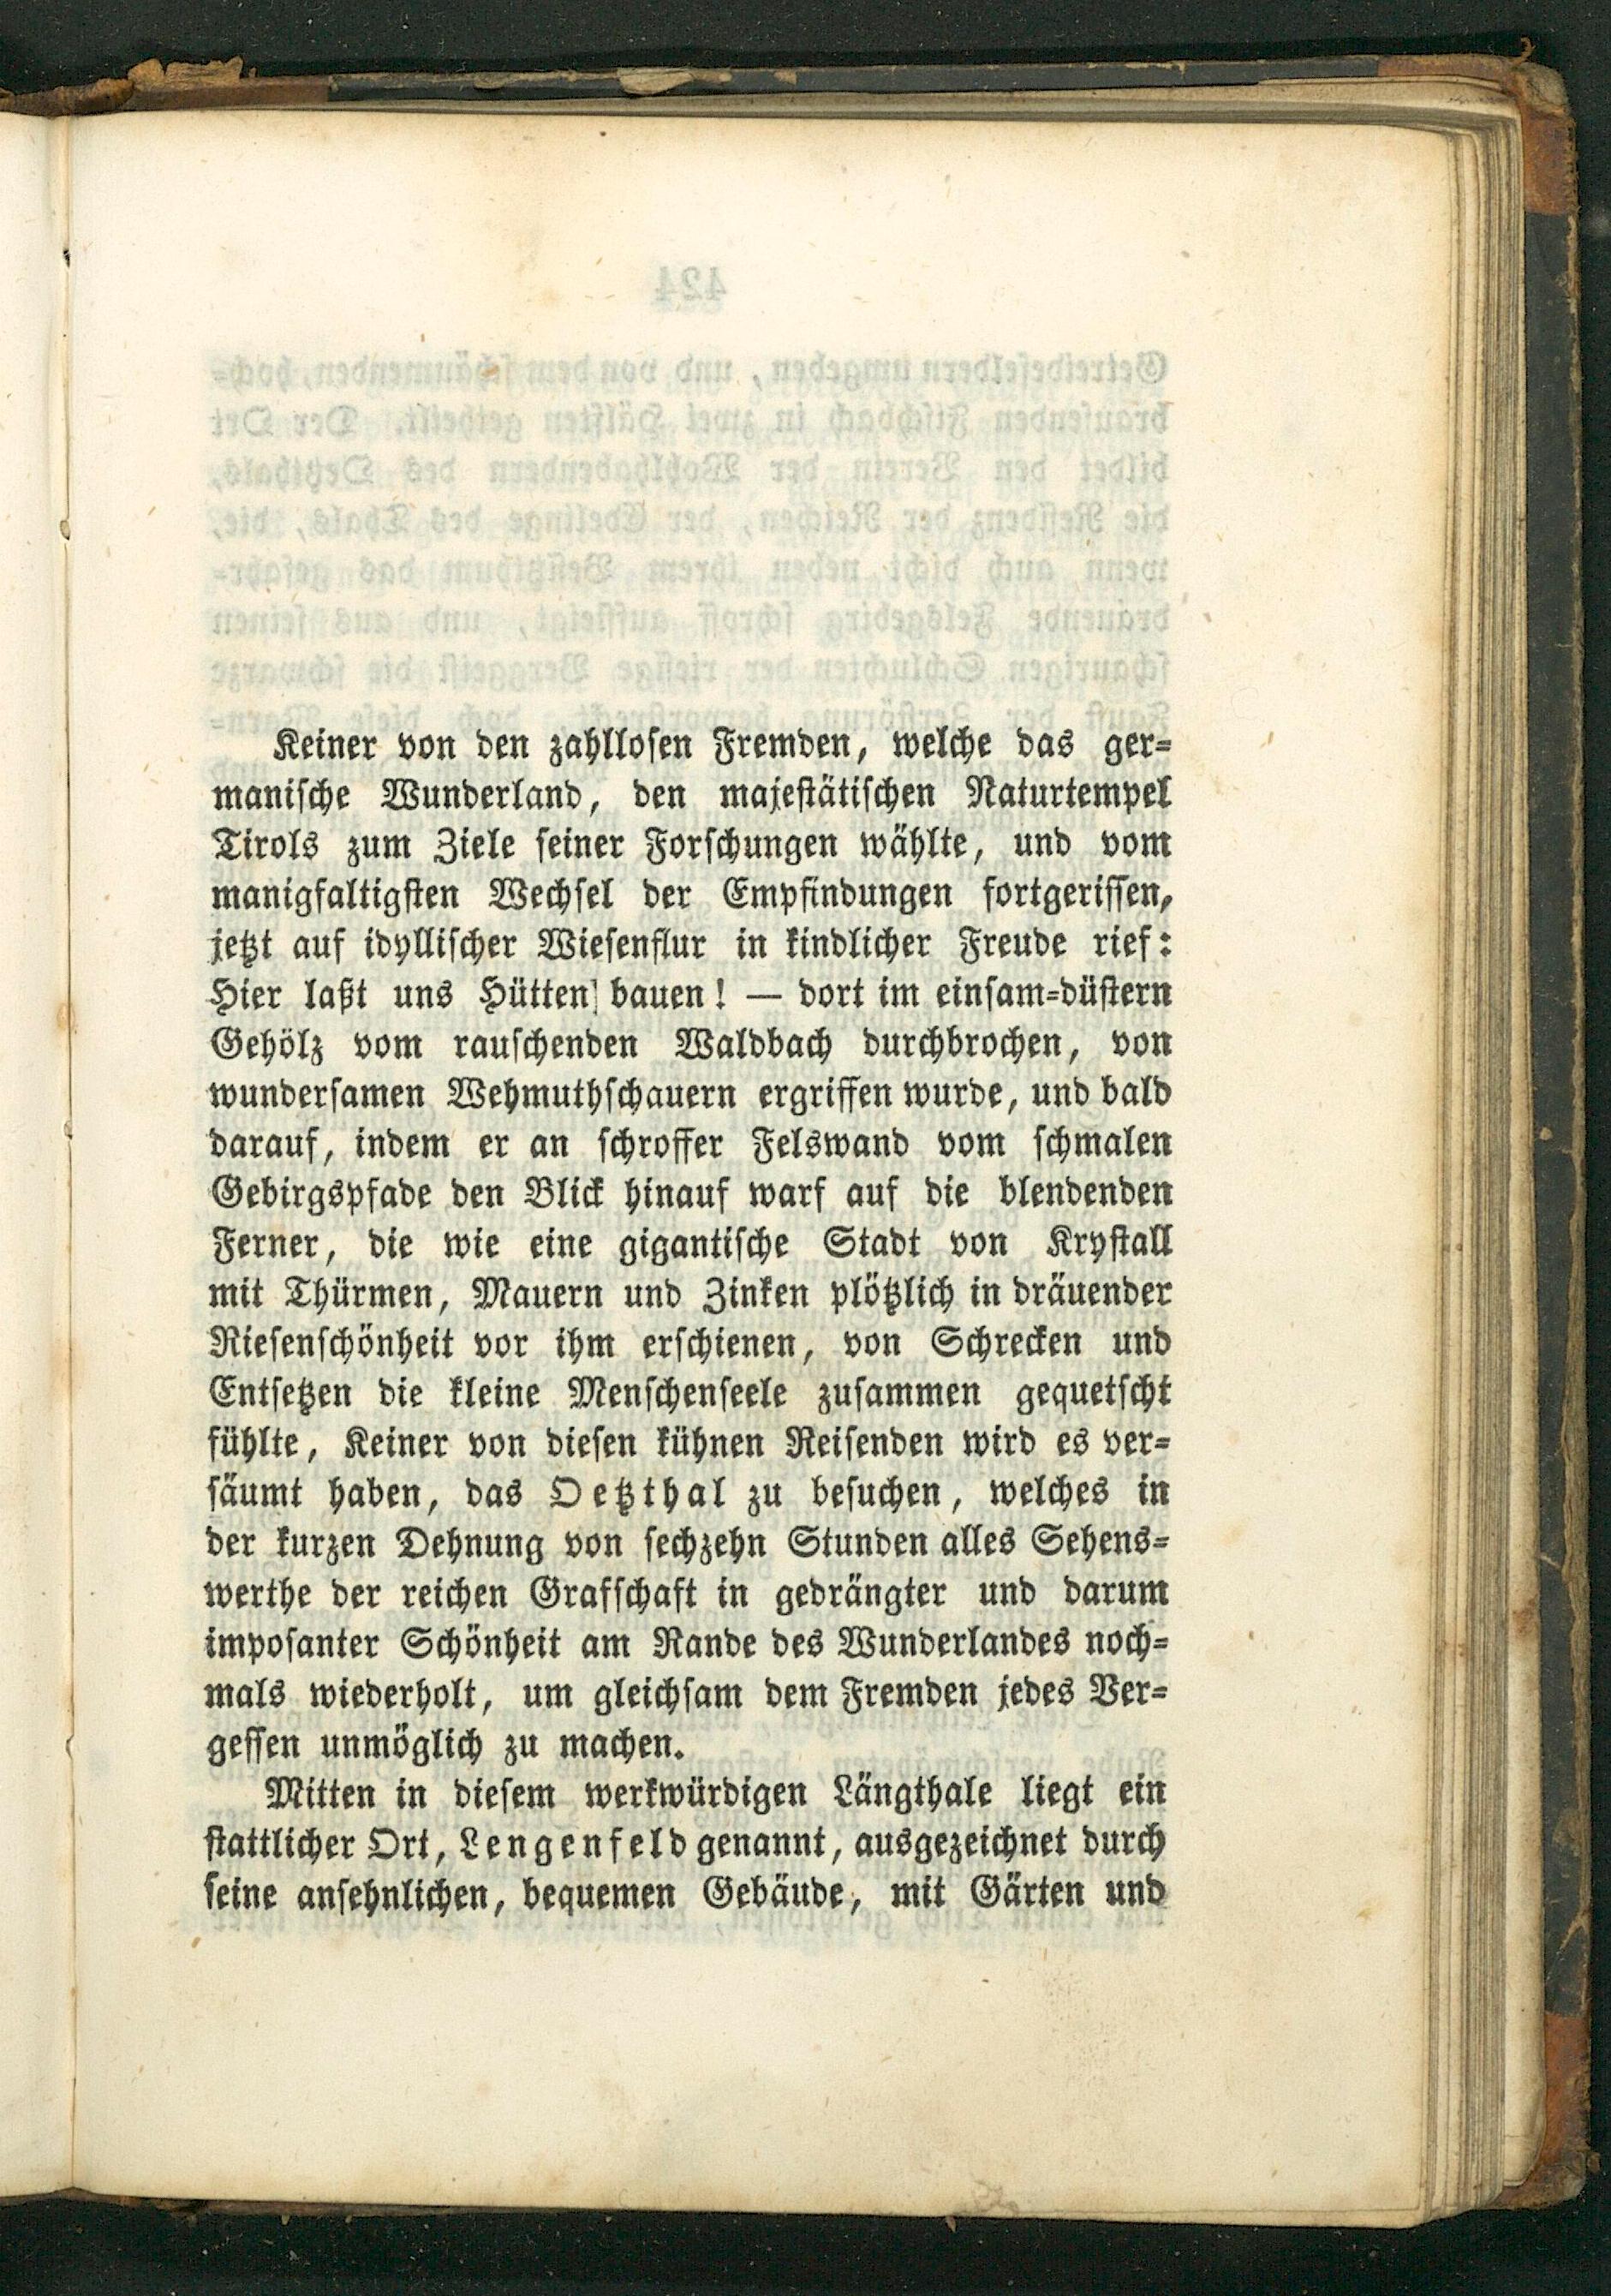 Keiner von den zahllosen Fremden, welche das ger=
manische Wunderland, den majestätischen Naturtempel
Tirols zum Ziele seiner Forschungen wählte, und vom
manigfaltigsten Wechsel der Empfindungen fortgerissen,
jetzt auf idyllischer Wiesenflur in kindlicher Freude rief:
Hier laßt uns Hütten] bauen! — dort im einsam=düstern
Gehölz vom rauschenden Waldbach durchbrochen, von
wundersamen Wehmuthschauern ergriffen wurde, und bald
darauf, indem er an schroffer Felswand vom schmalen
Gebirgspfade den Blick hinauf warf auf die blendenden
Ferner, die wie eine gigantische Stadt von Krystall
mit Thürmen, Mauern und Zinken plötzlich in dräuender
Riesenschönheit vor ihm erschienen, von Schrecken und
Entsetzen die kleine Menschenseele zusammen gequetscht
fühlte, Keiner von diesen kühnen Reisenden wird es ver=
säumt haben, das Oetzthal zu besuchen, welches in
der kurzen Dehnung von sechzehn Stunden alles Sehens=
werthe der reichen Grafschaft in gedrängter und darum
imposanter Schönheit am Rande des Wunderlandes noch=
mals wiederholt, um gleichsam dem Fremden jedes Ver=
gessen unmöglich zu machen.
Mitten in diesem werkwürdigen Längthale liegt ein
stattlicher Ort, Lengenfeld genannt, ausgezeichnet durch
seine ansehnlichen, bequemen Gebäude, mit Gärten und